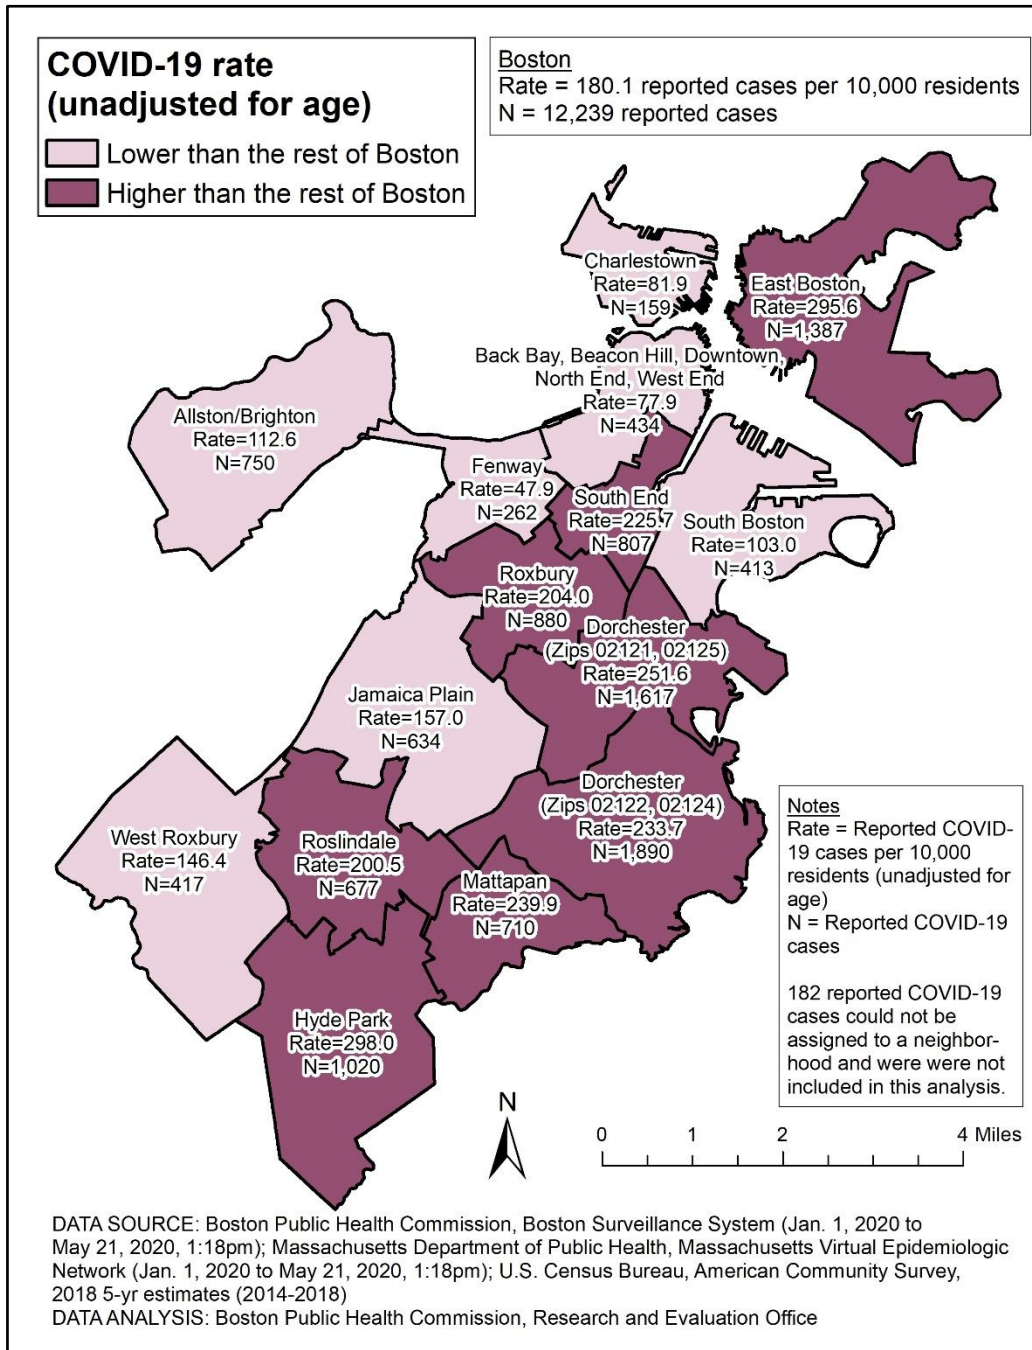 COVID-19 rate
(unadjusted for age)
Lower than the rest of Boston
Higher than the rest of Boston
Boston
Rate = 180.1 reported cases per 10,000 residents
N = 12,239 reported cases
Charlestown
Rate=81.9
N=159
East Boston
Rate=295.6
N=1,387
Back Bay, Beacon Hill, Downtown,
North End, West End
Rate=77.9
N=434
Allston/Brighton
Rate=112.6
N=750
Fenway
Rate=47.9
N=262
South End
Rate=225.7
N=807
South Boston
Rate=103.0
N=413
Roxbury
Rate=204.0
N=880
Dorchester
(Zips 02121, 02125)
Rate=251.6
N=1,617
Jamaica Plain
Rate=157.0
N=634
Dorchester
(Zips 02122, 02124)
Rate=233.7
N=1,890
West Roxbury
Rate=146.4
N=417
Roslindale
Rate=200.5
N=677
Mattapan
Rate=239.9
N=710
Hyde Park
Rate=298.0
N=1,020
Notes
Rate = Reported COVID-
19 cases per 10,000
residents (unadjusted for
age)
N = Reported COVID-19
cases
182 reported COVID-19
cases could not be
assigned to a neighbor-
hood and were were not
included in this analysis.
N
0 1 2 4 Miles
DATA SOURCE: Boston Public Health Commission, Boston Surveillance System (Jan. 1, 2020 to
May 21, 2020, 1:18pm); Massachusetts Department of Public Health, Massachusetts Virtual Epidemiologic
Network (Jan. 1, 2020 to May 21, 2020, 1:18pm); U.S. Census Bureau, American Community Survey,
2018 5-yr estimates (2014-2018)
DATA ANALYSIS: Boston Public Health Commission, Research and Evaluation Office